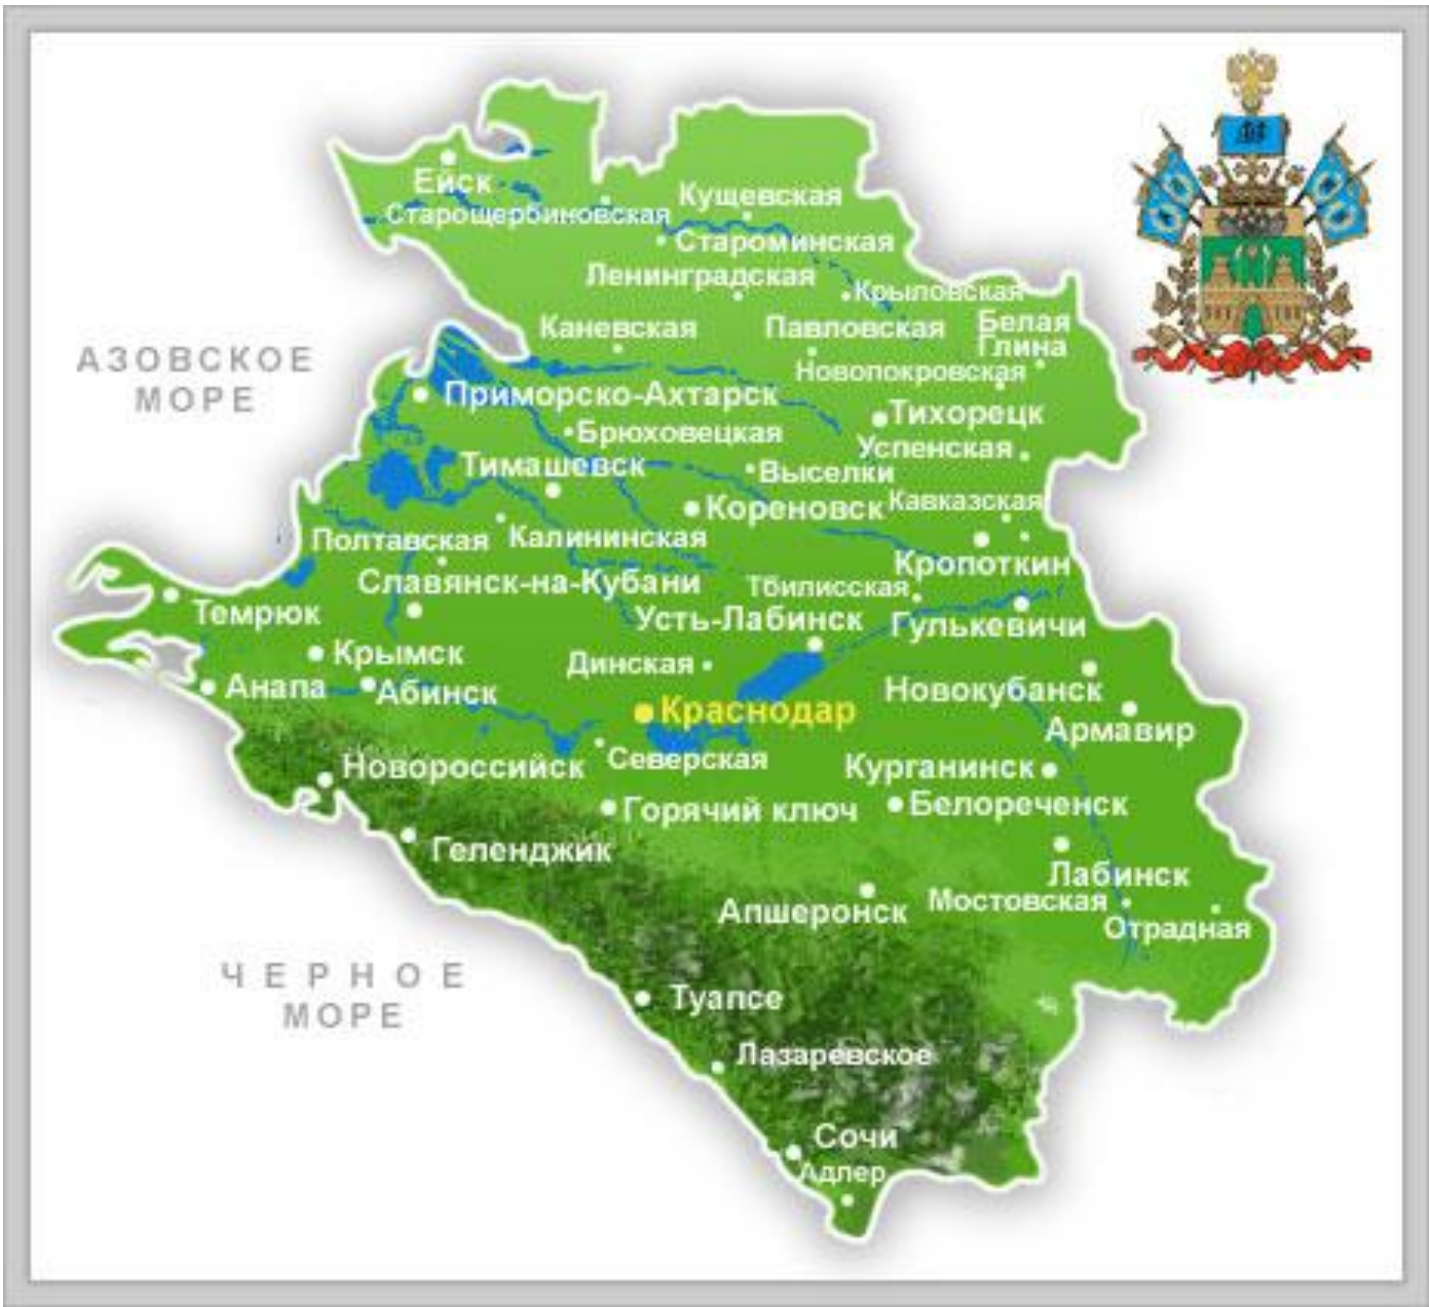 Ейск
Старощербиновская
Кущевская
Староминская
Ленинградская
Крыловская
Каневская
Павловская
Белая
Глина
АЗОВСКОЕ
МОРЕ
Новопокровская
Приморско-Ахтарск
Тихорецк
Брюховецкая
Успенская
Тимашевск
Выселки
Кореновск
Кавказская
Полтавская
Калининская
Кропоткин
Славянск-на-Кубани
Тбилисская
Темрюк
Усть-Лабинск
Гулькевичи
Крымск
Динская
Анапа
Абинск
Новокубанск
Краснодар
Армавир
Новороссийск
Северская
Курганинск
Горячий ключ
Белореченск
Геленджик
Лабинск
Апшеронск
Мостовская
Отрадная
ЧЕРНОЕ
МОРЕ
Туапсе
Лазаревское
Сочи
Адлер